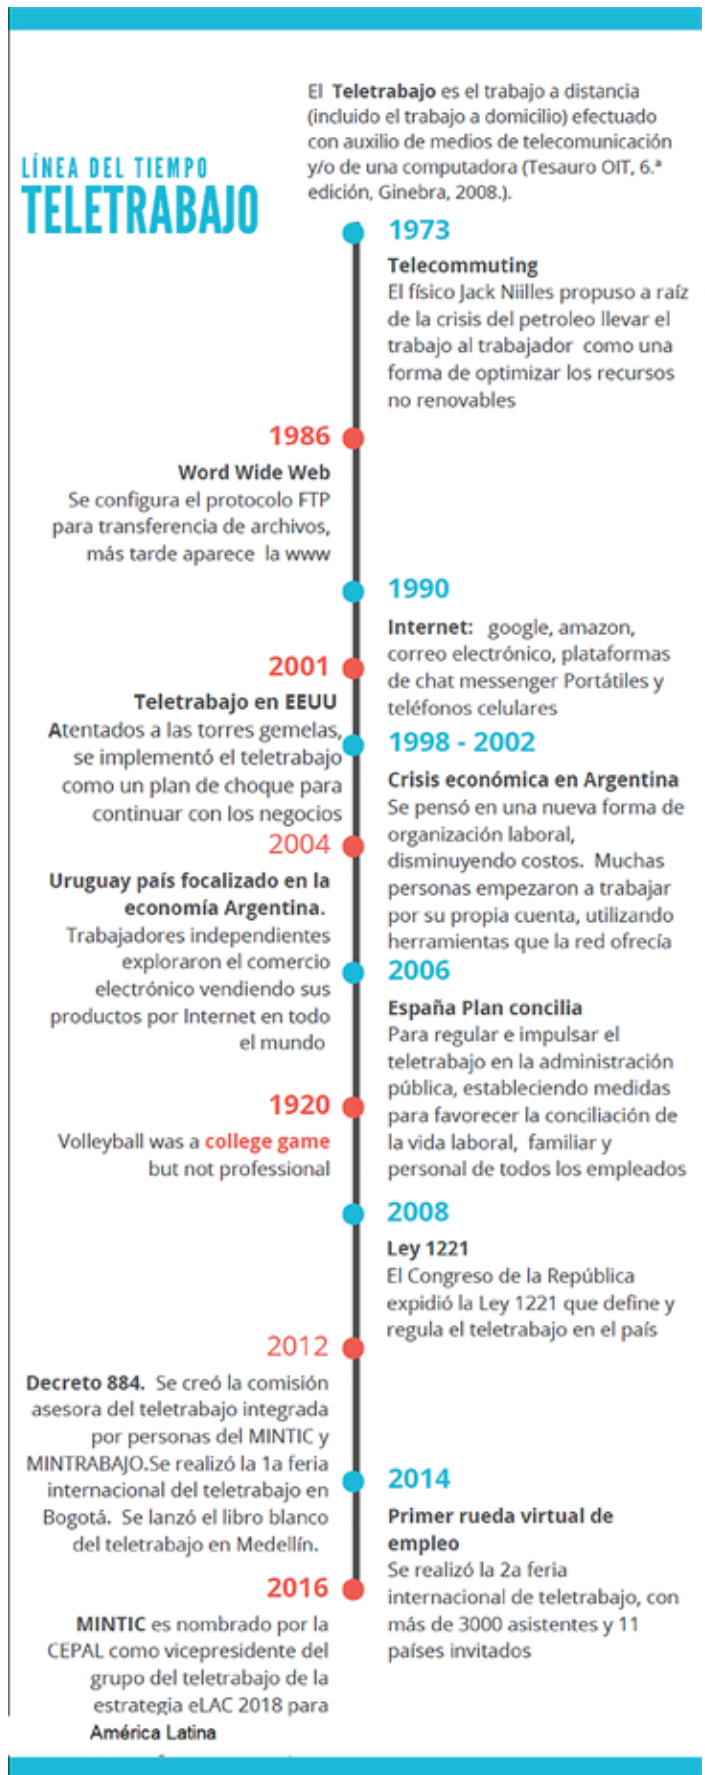 El Teletrabajo es el trabajo a distancia
(incluido el trabajo a domicilio) efectuado
con auxilio de medios de telecomunicación
y/o de una computadora (Tesauro OIT, 6.ª
edición, Ginebra, 2008.).
LÍNEA DEL TIEMPO
TELETRABAJO
1973
Telecommuting
El físico Jack Niilles propuso a raíz
de la crisis del petroleo llevar el
trabajo al trabajador como una
forma de optimizar los recursos
no renovables
1986
Word Wide Web
Se configura el protocolo FTP
para transferencia de archivos,
más tarde aparece la www
1990
Internet: google, amazon,
correo electrónico, plataformas
de chat messenger Portátiles y
teléfonos celulares
2001
Teletrabajo en EEUU
Atentados a las torres gemelas,
se implementó el teletrabajo
como un plan de choque para
continuar con los negocios
1998 - 2002
Crisis económica en Argentina
Se pensó en una nueva forma de
organización laboral,
disminuyendo costos. Muchas
personas empezaron a trabajar
por su propia cuenta, utilizando
herramientas que la red ofrecía
2004
Uruguay país focalizado en la
economía Argentina.
Trabajadores independientes
exploraron el comercio
electrónico vendiendo sus
productos por Internet en todo
el mundo
2006
España Plan concilia
Para regular e impulsar el
teletrabajo en la administración
pública, estableciendo medidas
para favorecer la conciliación de
la vida laboral, familiar y
personal de todos los empleados
1920
Volleyball was a college game
but not professional
2008
Ley 1221
El Congreso de la República
expidió la Ley 1221 que define y
regula el teletrabajo en el país
2012
Decreto 884. Se creó la comisión
asesora del teletrabajo integrada
por personas del MINTIC y
MINTRABAJO.Se realizó la 1a feria
internacional del teletrabajo en
Bogotá. Se lanzó el libro blanco
del teletrabajo en Medellín.
2014
Primer rueda virtual de
empleo
Se realizó la 2a feria
internacional de teletrabajo, con
más de 3000 asistentes y 11
países invitados
2016
MINTIC es nombrado por la
CEPAL como vicepresidente del
grupo del teletrabajo de la
estrategia eLAC 2018 para
América Latina